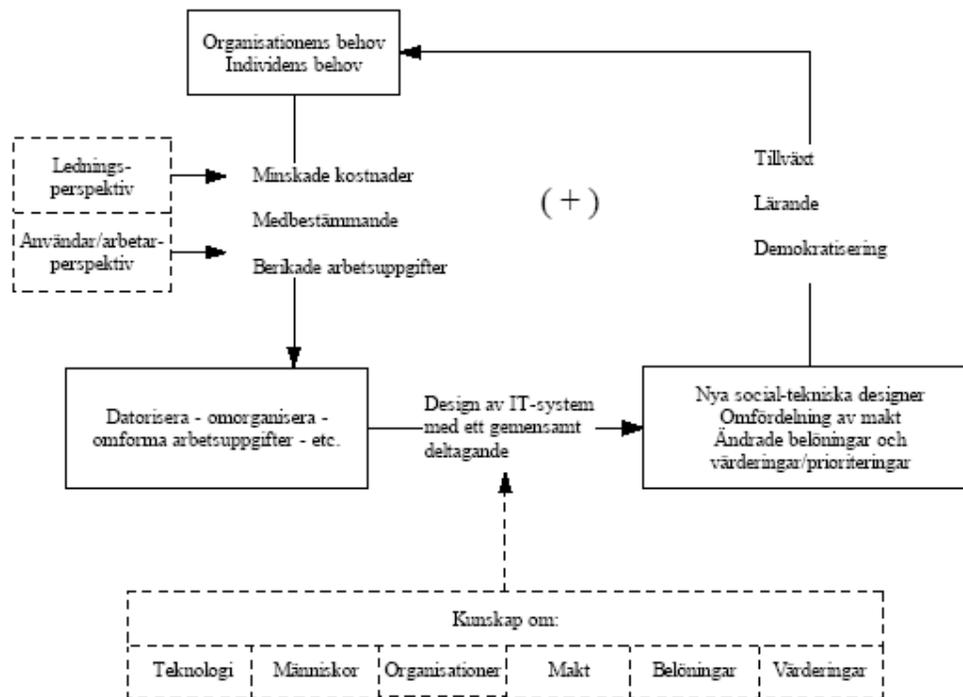 Organisationens behov
Individens behov
Lednings-
perspektiv
Användar/arbetar-
perspektiv
Minskade kostnader
Medbestämmande
Berikade arbetsuppgifter
( + )
Tillväxt
Lärande
Demokratisering
Datorisera - omorganisera -
omforma arbetsuppgifter - etc.
Design av IT-system
med ett gemensamt
deltagande
Nya social-tekniska designer
Omfördelning av makt
Ändrade belöningar och
värderingar/prioriteringar
Kunskap om:
Teknologi
Människor
Organisationer
Makt
Belöningar
Värderingar